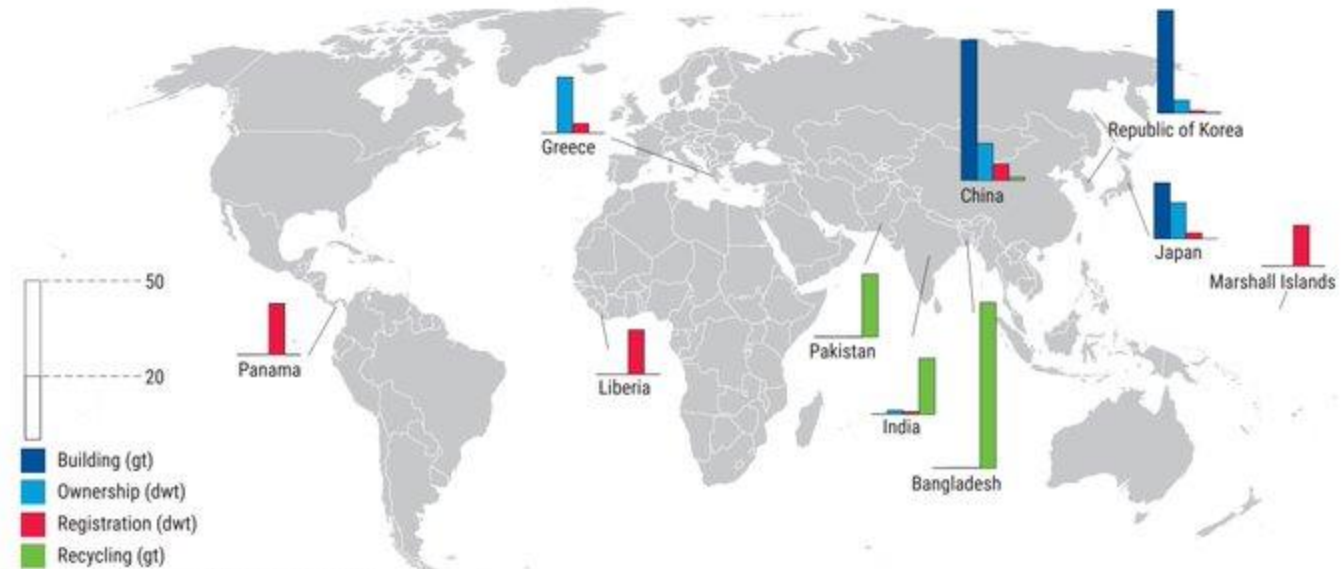 Greece
Republic of Korea
China
Japan
Marshall Islands
50
20
Panama
Liberia
Pakistan
India
Bangladesh
Building (gt)
Ownership (dwt)
Registration (dwt)
Recycling (gt)